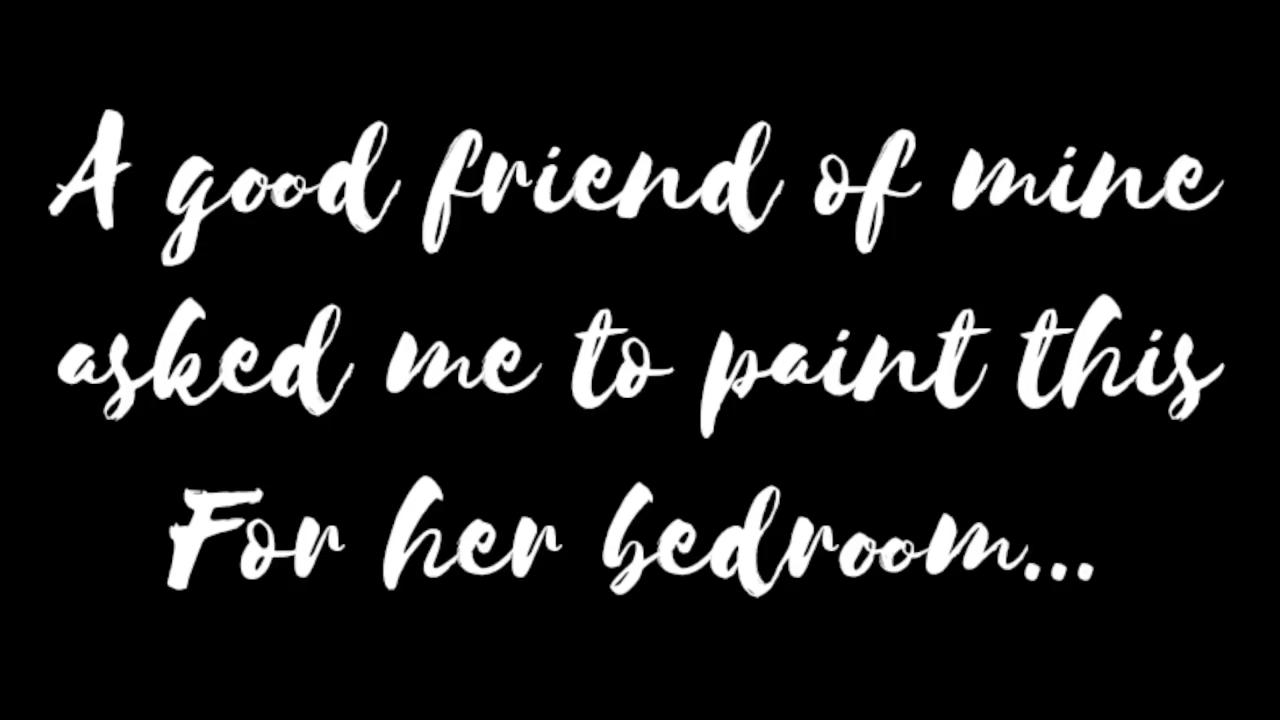 A good friend of mine
asked me to paint this
For her bedroom...